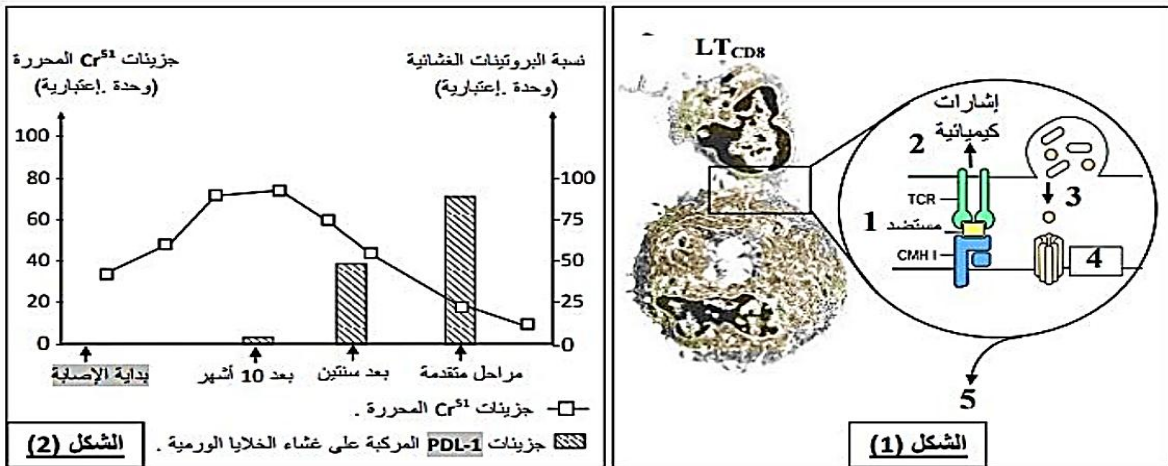 LTCD8
إشارات
كيميائية
2
3
TCR
1 مستضد
CMH I
4
5
الشكل (1)
جزيئات Cr⁵¹ المحررة
(وحدة .إعتبارية)
نسبة البروتينات الغشائية
(وحدة .إعتبارية)
100
80
60
40
20
0
100
75
50
25
0
بداية الإصابة
بعد 10 أشهر
بعد سنتين
مراحل متقدمة
جزيئات Cr⁵¹ المحررة .
جزيئات PDL-1 المركبة على غشاء الخلايا الورمية .
الشكل (2)